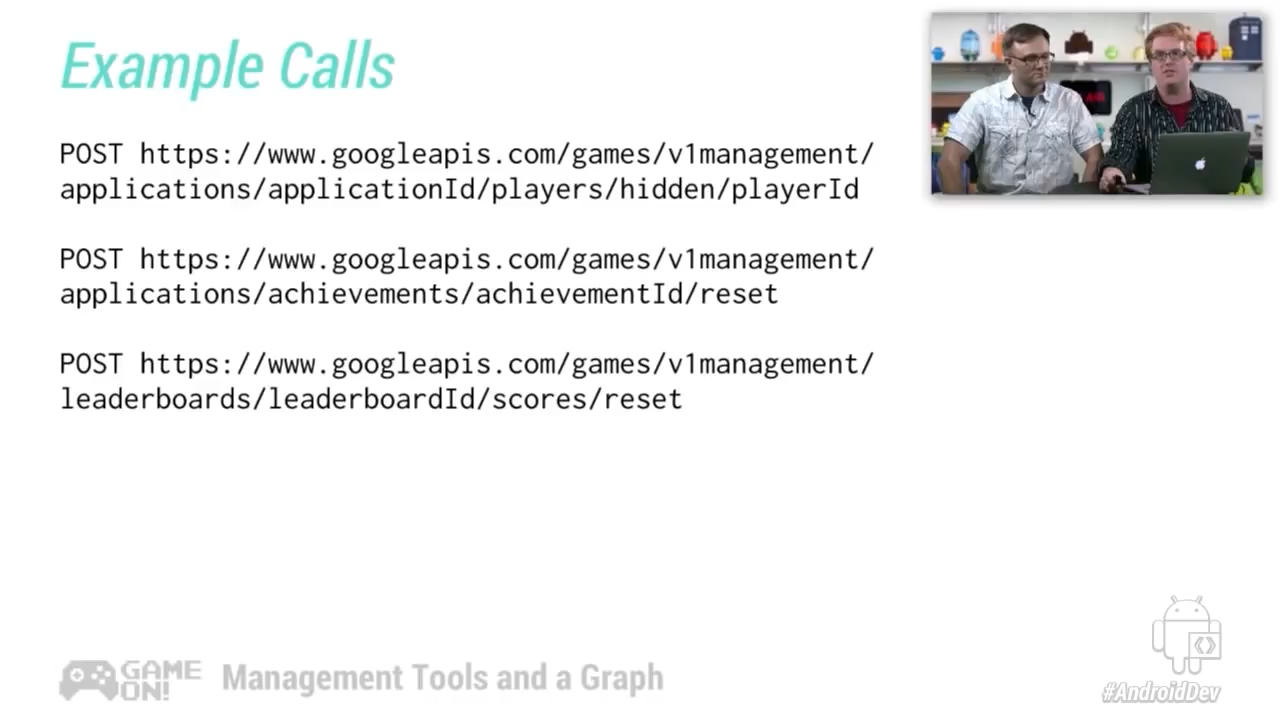 Example Calls
POST https://www.googleapis.com/games/v1management/
applications/applicationId/players/hidden/playerId
POST https://www.googleapis.com/games/v1management/
applications/achievements/achievementId/reset
POST https://www.googleapis.com/games/v1management/
leaderboards/leaderboardId/scores/reset
GAME
ON!
Management Tools and a Graph
#AndroidDev